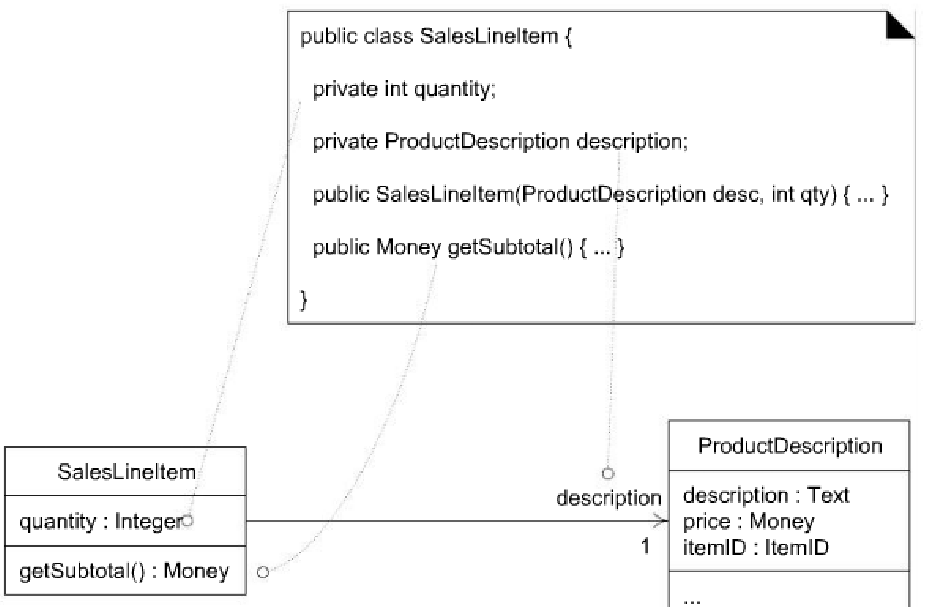 public class SalesLineItem {
private int quantity;
private ProductDescription description;
public SalesLineItem(ProductDescription desc, int qty) { ... }
public Money getSubtotal() { ... }
}
SalesLineItem
quantity : Integer
getSubtotal() : Money
description
1
ProductDescription
description : Text
price : Money
itemID : ItemID
...